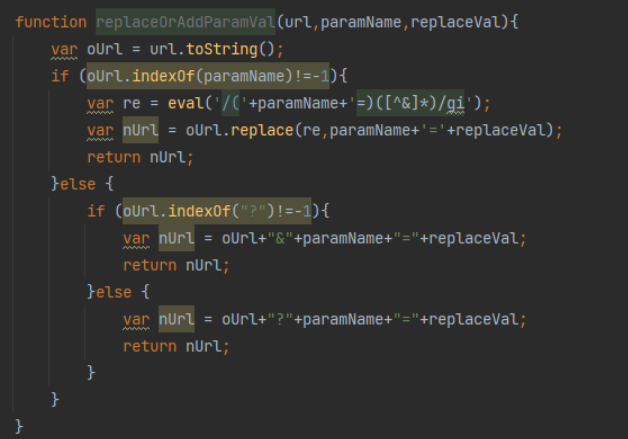 function replaceOrAddParamVal(url,paramName,replaceVal){
var oUrl = url.toString();
if (oUrl.indexOf(paramName)!=-1){
var re = eval('/('+paramName+'=)([^&]*)/gi');
var nUrl = oUrl.replace(re,paramName+'='+replaceVal);
return nUrl;
}else {
if (oUrl.indexOf("?")!=-1){
var nUrl = oUrl+"&"+paramName+"="+replaceVal;
return nUrl;
}else {
var nUrl = oUrl+"?"+paramName+"="+replaceVal;
return nUrl;
}
}
}